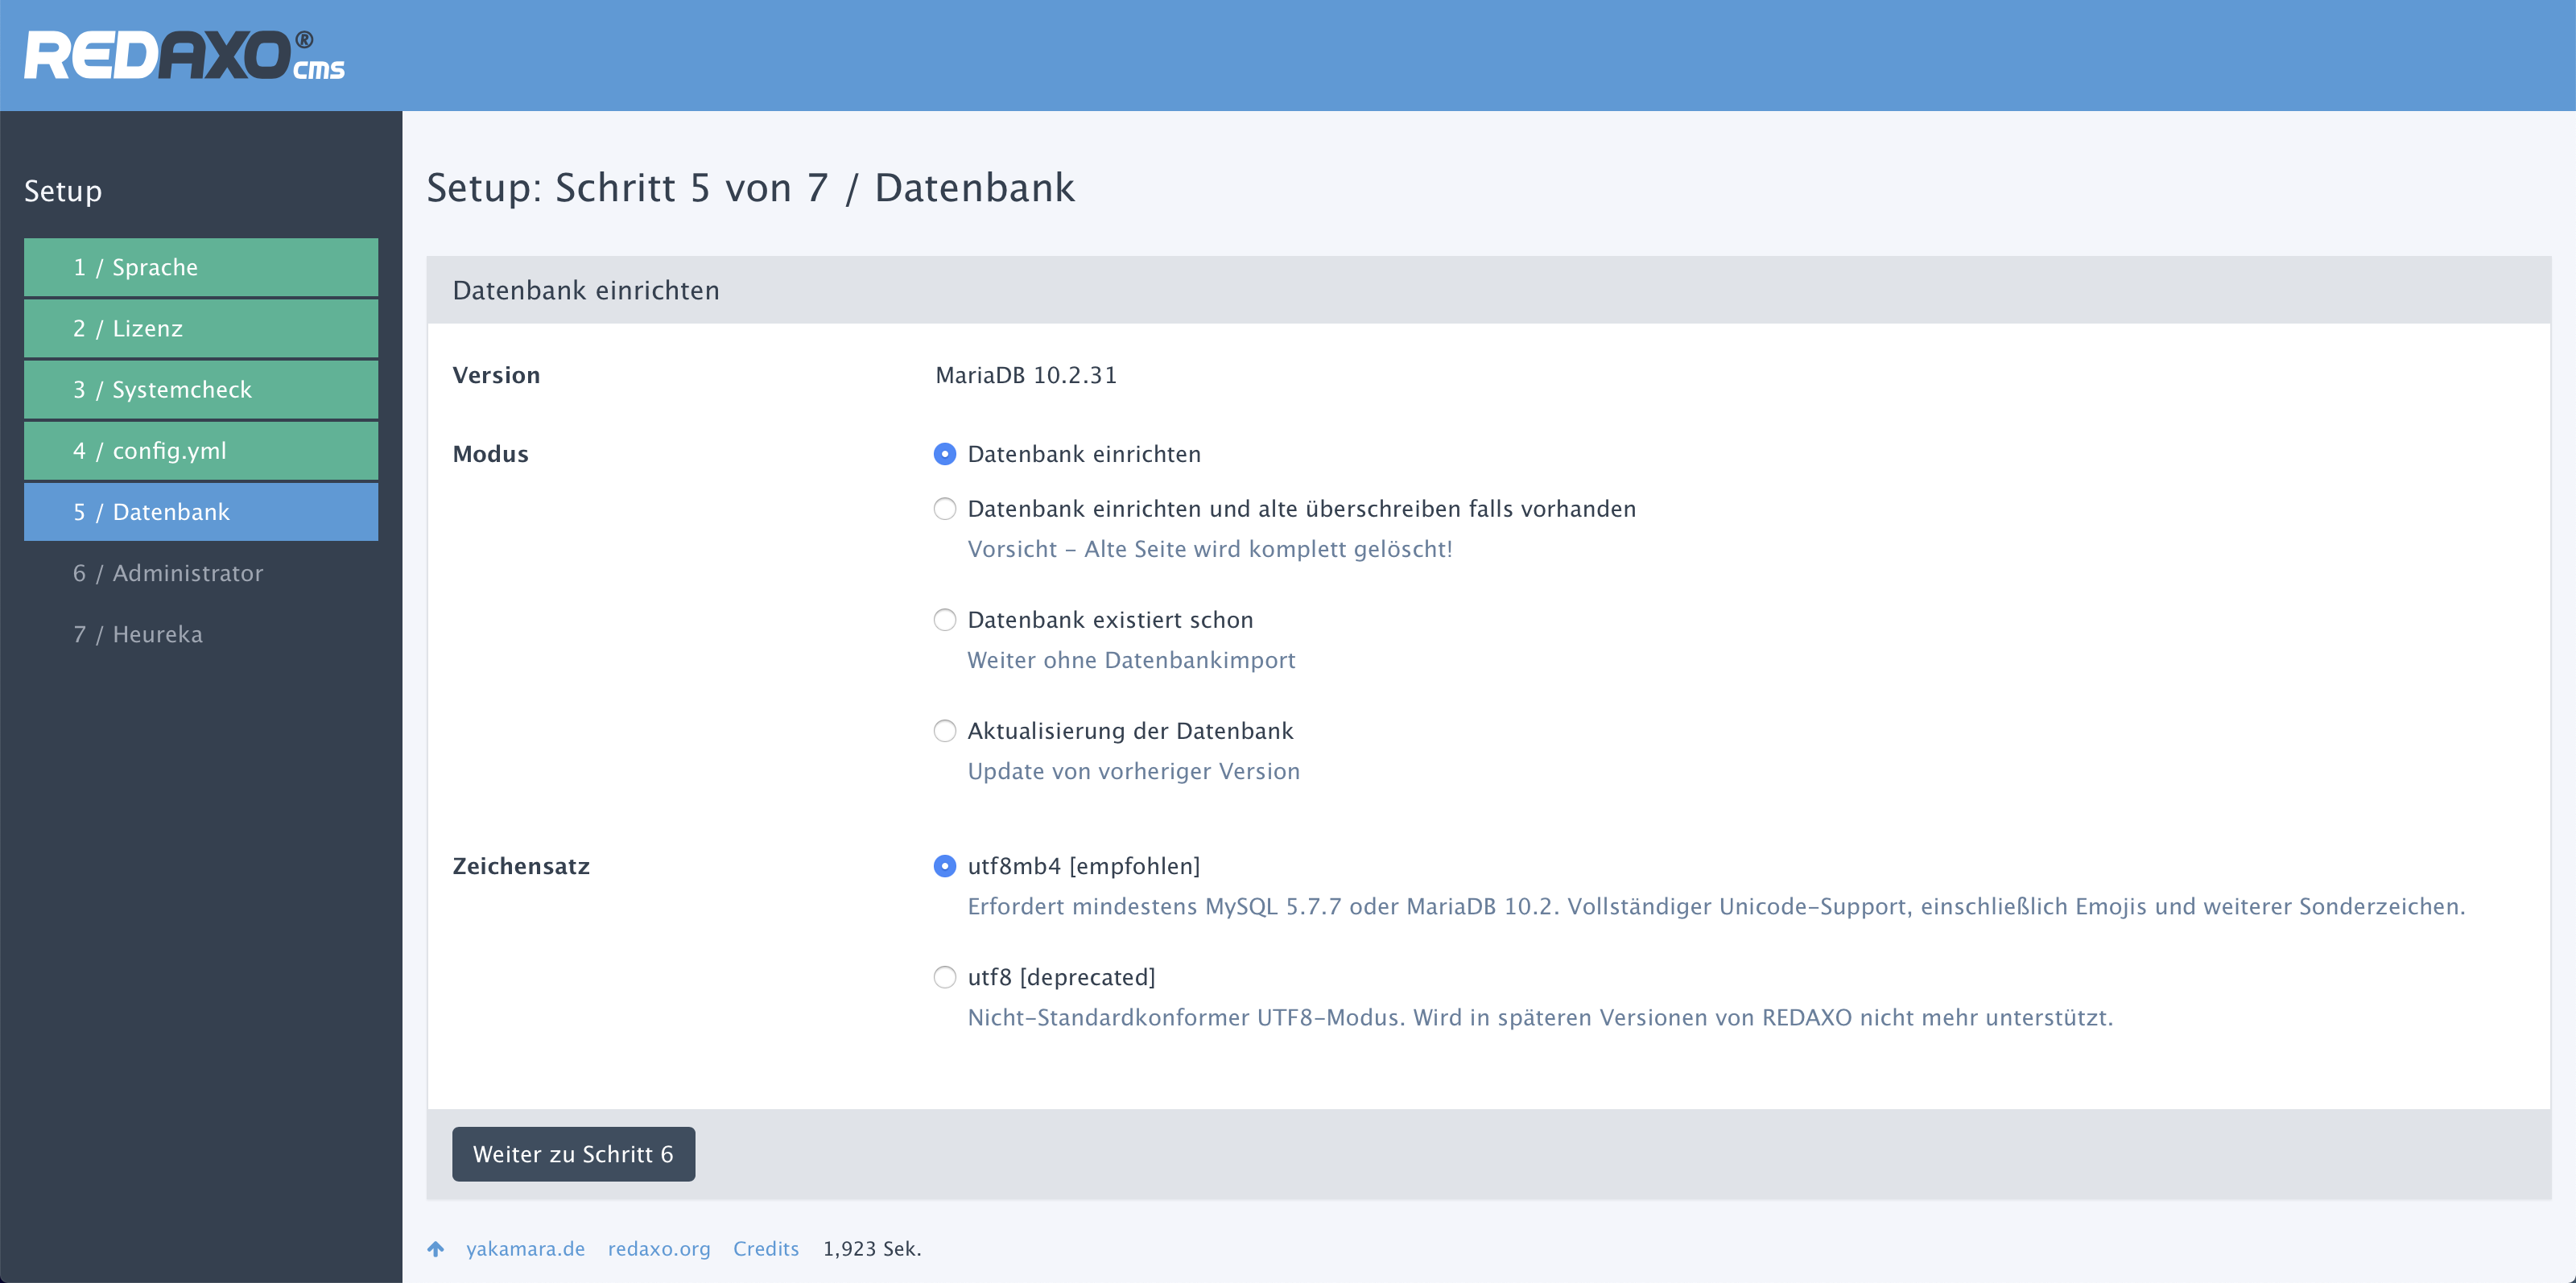 REDAXO® cms
Setup
1 / Sprache
2 / Lizenz
3 / Systemcheck
4 / config.yml
5 / Datenbank
6 / Administrator
7 / Heureka
Setup: Schritt 5 von 7 / Datenbank
Datenbank einrichten
Version
MariaDB 10.2.31
Modus
Datenbank einrichten
Datenbank einrichten und alte überschreiben falls vorhanden
Vorsicht – Alte Seite wird komplett gelöscht!
Datenbank existiert schon
Weiter ohne Datenbankimport
Aktualisierung der Datenbank
Update von vorheriger Version
Zeichensatz
utf8mb4 [empfohlen]
Erfordert mindestens MySQL 5.7.7 oder MariaDB 10.2. Vollständiger Unicode-Support, einschließlich Emojis und weiterer Sonderzeichen.
utf8 [deprecated]
Nicht-Standardkonformer UTF8-Modus. Wird in späteren Versionen von REDAXO nicht mehr unterstützt.
Weiter zu Schritt 6
yakamara.de redaxo.org Credits 1,923 Sek.